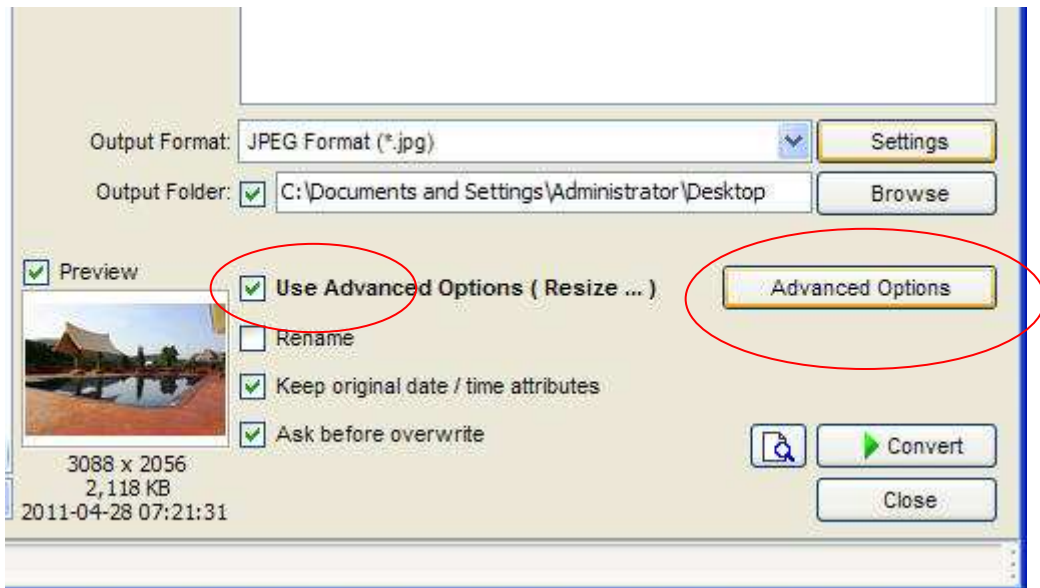 Output Format: JPEG Format (*.jpg) Settings
Output Folder: C:\Documents and Settings\Administrator\Desktop Browse
Preview
Use Advanced Options ( Resize ... ) Advanced Options
Rename
Keep original date / time attributes
Ask before overwrite
Convert
3088 x 2056
2,118 KB
Close
2011-04-28 07:21:31